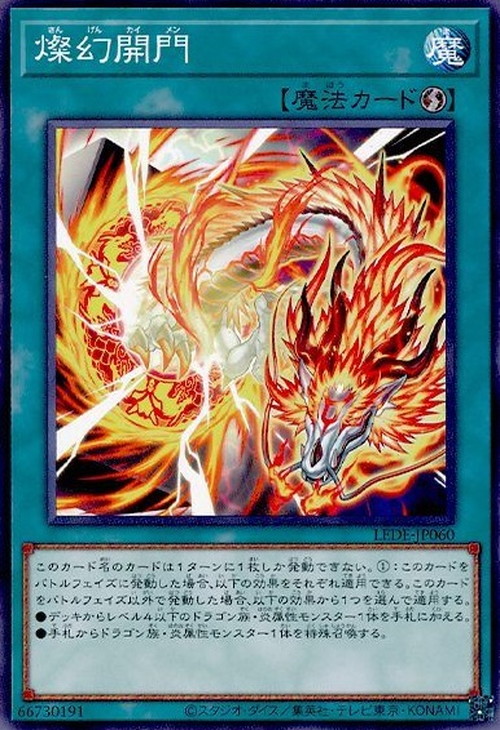 燦幻開門
魔
【魔法カード】
LEDE-JP060
このカード名のカードは1ターンに1枚しか発動できない。①:このカードを
バトルフェイズに発動した場合、以下の効果をそれぞれ適用できる。このカード
をバトルフェイズ以外で発動した場合、以下の効果から1つを選んで適用する。
●デッキからレベル4以下のドラゴン族・炎属性モンスター1体を手札に加える。
●手札からドラゴン族・炎属性モンスター1体を特殊召喚する。
66730191 ©スタジオ・ダイス/集英社・テレビ東京・KONAMI